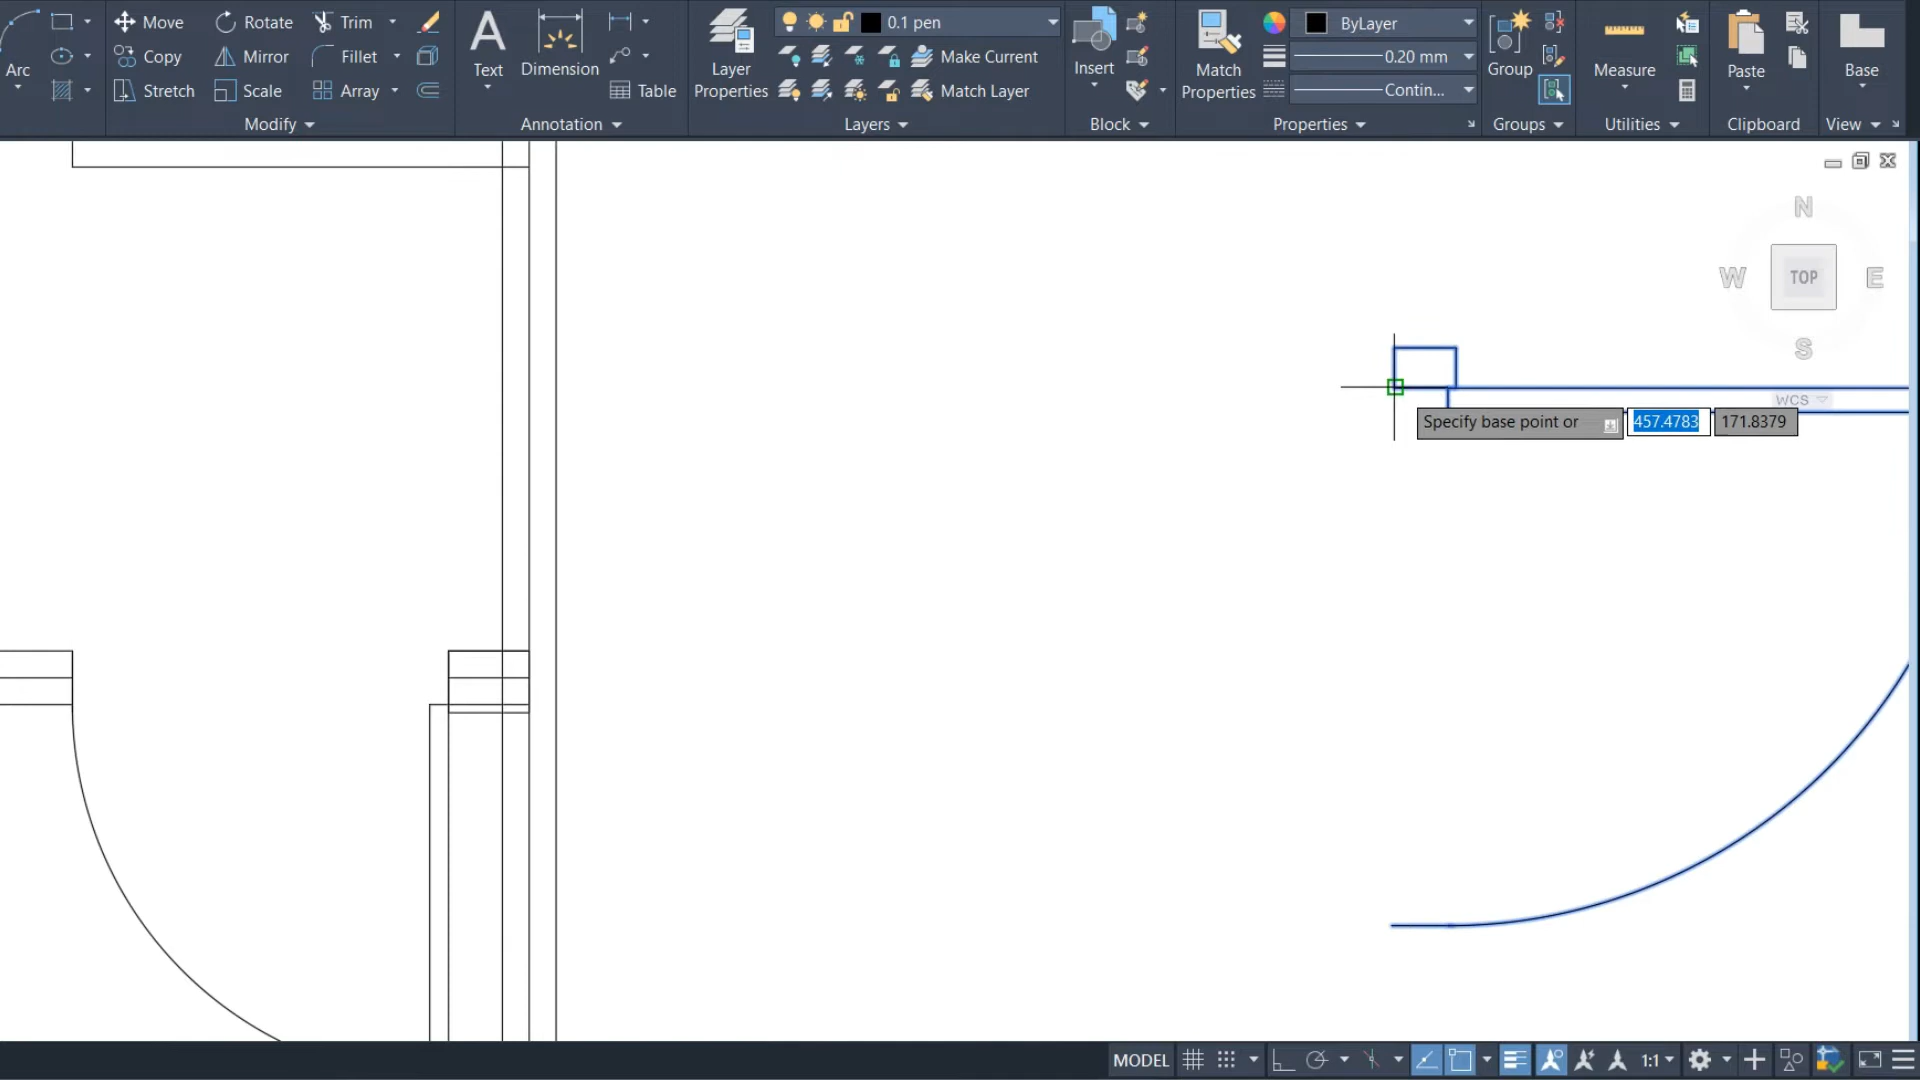 Move Rotate Trim
Arc Copy Mirror Fillet
Stretch Scale Array
Modify
Text Dimension
Table
Annotation
Layer Properties
0.1 pen
Make Current
Match Layer
Layers
Insert
Block
Match Properties
ByLayer
0.20 mm
Contin...
Properties
Group
Groups
Measure
Utilities
Paste
Clipboard
Base
View
N
W TOP E
S
WCS
Specify base point or 457.4783 171.8379
MODEL 1:1